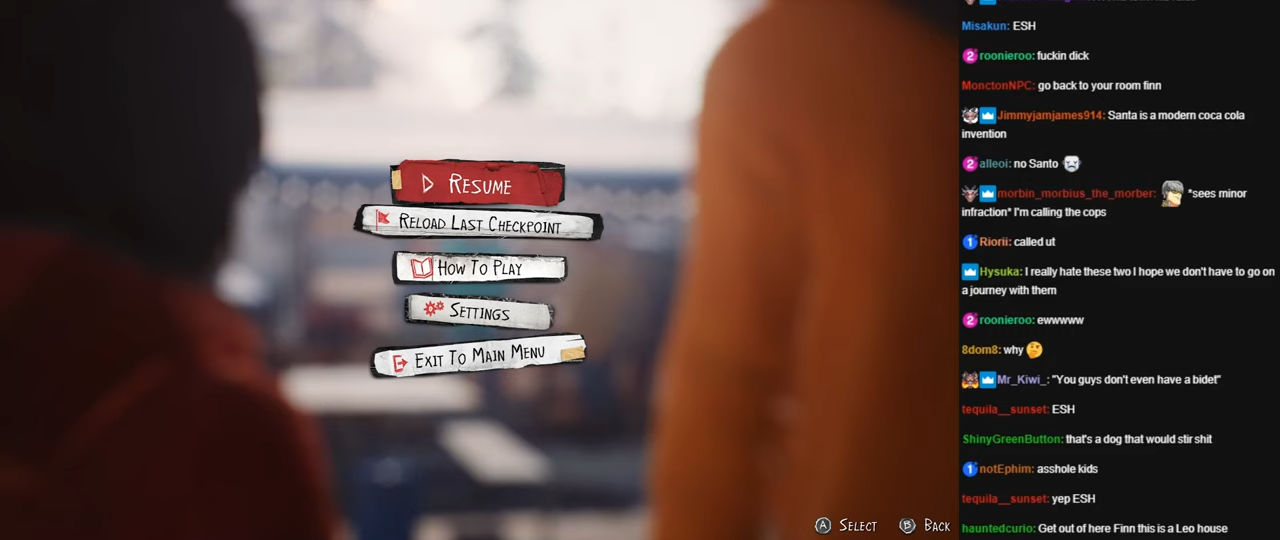 RESUME
RELOAD LAST CHECKPOINT
HOW TO PLAY
SETTINGS
EXIT TO MAIN MENU
A SELECT B BACK
Misakun: ESH
2 roonieroo: fuckin dick
MonctonNPC: go back to your room finn
Jimmyjamjames914: Santa is a modern coca cola
invention
2 alleoi: no Santo
morbin_morbius_the_morber: *sees minor
infraction* I'm calling the cops
1 Riorii: called ut
Hysuka: I really hate these two I hope we don't have to go on
a journey with them
2 roonieroo: ewwwww
8dom8: why 🤔
Mr_Kiwi_: "You guys don't even have a bidet"
tequila__sunset: ESH
ShinyGreenButton: that's a dog that would stir shit
1 notEphim: asshole kids
tequila__sunset: yep ESH
hauntedcurio: Get out of here Finn this is a Leo house